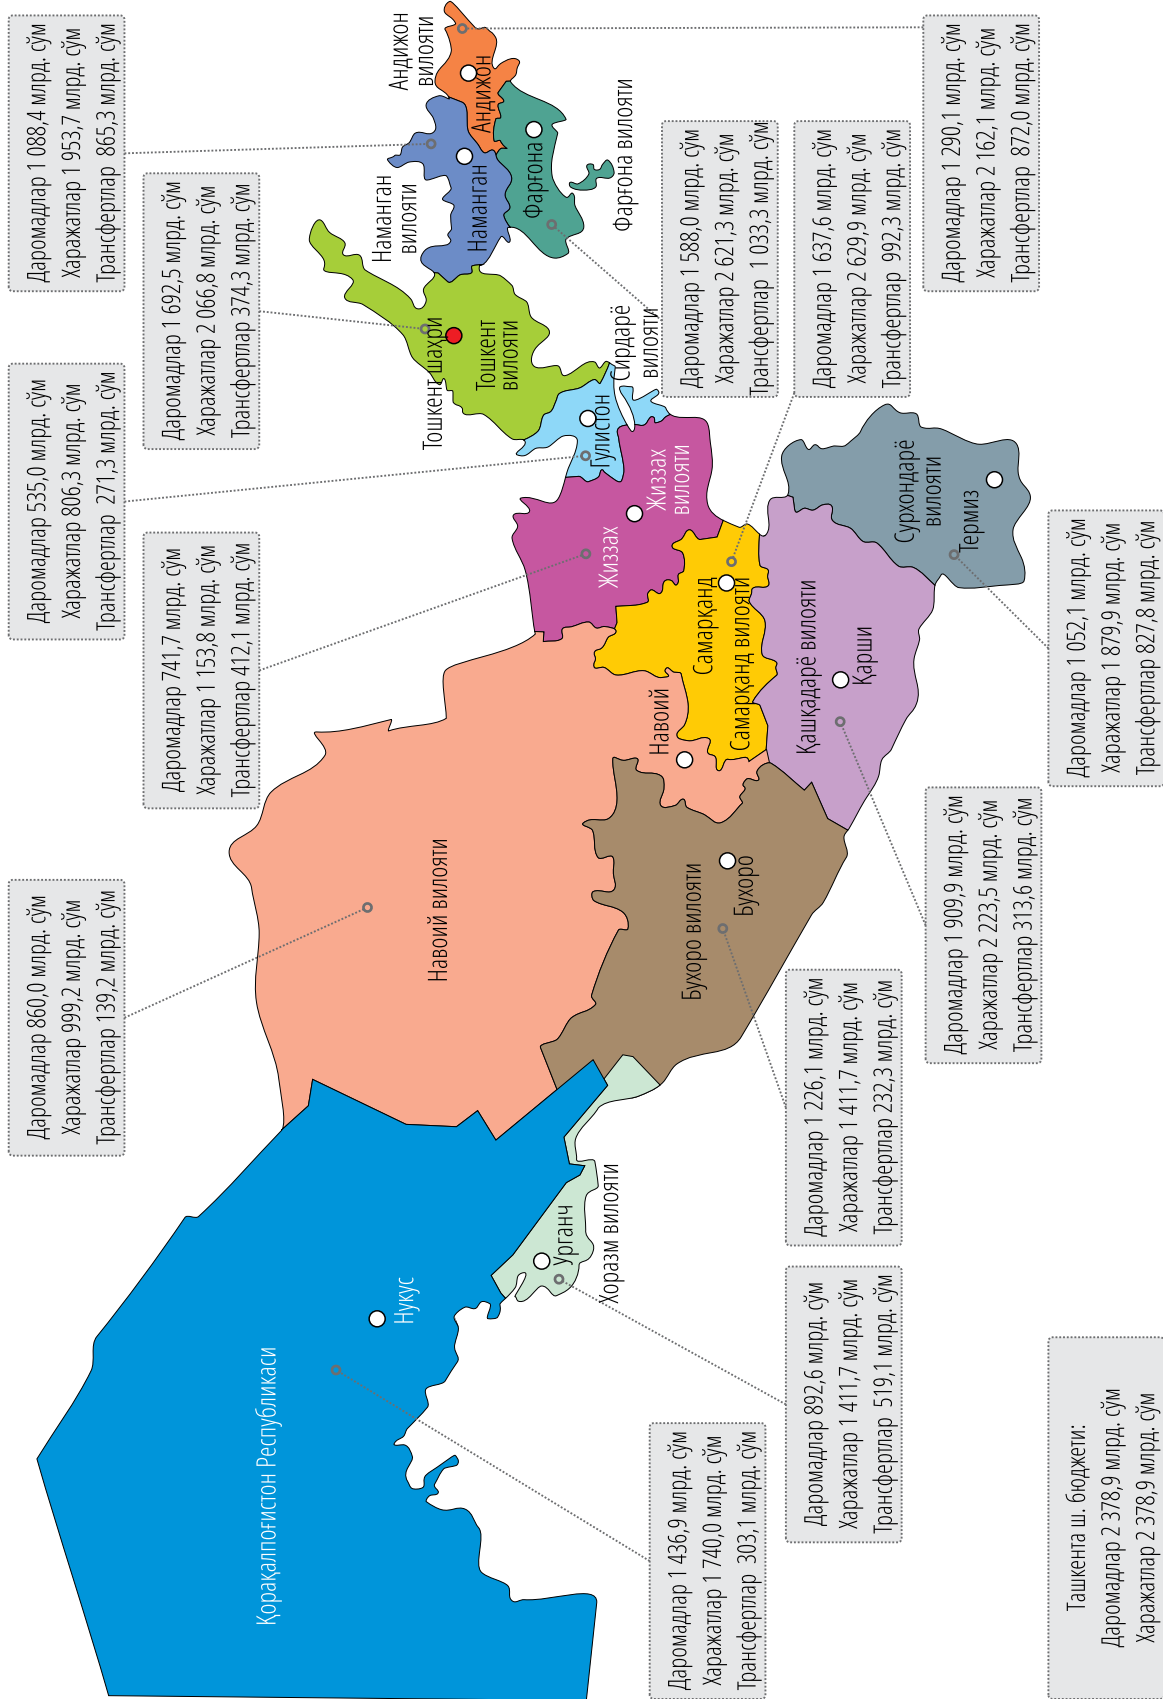 Даромадлар 860,0 млрд. сўм
Харажатлар 999,2 млрд. сўм
Трансфертлар 139,2 млрд. сўм
Даромадлар 535,0 млрд. сўм
Харажатлар 806,3 млрд. сўм
Трансфертлар 271,3 млрд. сўм
Даромадлар 1 088,4 млрд. сўм
Харажатлар 1 953,7 млрд. сўм
Трансфертлар 865,3 млрд. сўм
Даромадлар 741,7 млрд. сўм
Харажатлар 1 153,8 млрд. сўм
Трансфертлар 412,1 млрд. сўм
Даромадлар 1 692,5 млрд. сўм
Харажатлар 2 066,8 млрд. сўм
Трансфертлар 374,3 млрд. сўм
Қорақалпоғистон Республикаси
Нукус
Навоий вилояти
Навоий
Хоразм вилояти
Урганч
Бухоро вилояти
Бухоро
Самарқанд
Самарқанд вилояти
Қашқадарё вилояти
Қарши
Сурхондарё
вилояти
Термиз
Жиззах
Жиззах
вилояти
Гулистон
Сирдарё
вилояти
Тошкент шаҳри
Тошкент
вилояти
Наманган
вилояти
Наманган
Андижон
вилояти
Андижон
Фарғона
Фарғона вилояти
Даромадлар 1 436,9 млрд. сўм
Харажатлар 1 740,0 млрд. сўм
Трансфертлар 303,1 млрд. сўм
Даромадлар 892,6 млрд. сўм
Харажатлар 1 411,7 млрд. сўм
Трансфертлар 519,1 млрд. сўм
Даромадлар 1 226,1 млрд. сўм
Харажатлар 1 411,7 млрд. сўм
Трансфертлар 232,3 млрд. сўм
Даромадлар 1 588,0 млрд. сўм
Харажатлар 2 621,3 млрд. сўм
Трансфертлар 1 033,3 млрд. сўм
Даромадлар 1 637,6 млрд. сўм
Харажатлар 2 629,9 млрд. сўм
Трансфертлар 992,3 млрд. сўм
Даромадлар 1 909,9 млрд. сўм
Харажатлар 2 223,5 млрд. сўм
Трансфертлар 313,6 млрд. сўм
Даромадлар 1 290,1 млрд. сўм
Харажатлар 2 162,1 млрд. сўм
Трансфертлар 872,0 млрд. сўм
Ташкента ш. бюджети:
Даромадлар 2 378,9 млрд. сўм
Харажатлар 2 378,9 млрд. сўм
Даромадлар 1 052,1 млрд. сўм
Харажатлар 1 879,9 млрд. сўм
Трансфертлар 827,8 млрд. сўм